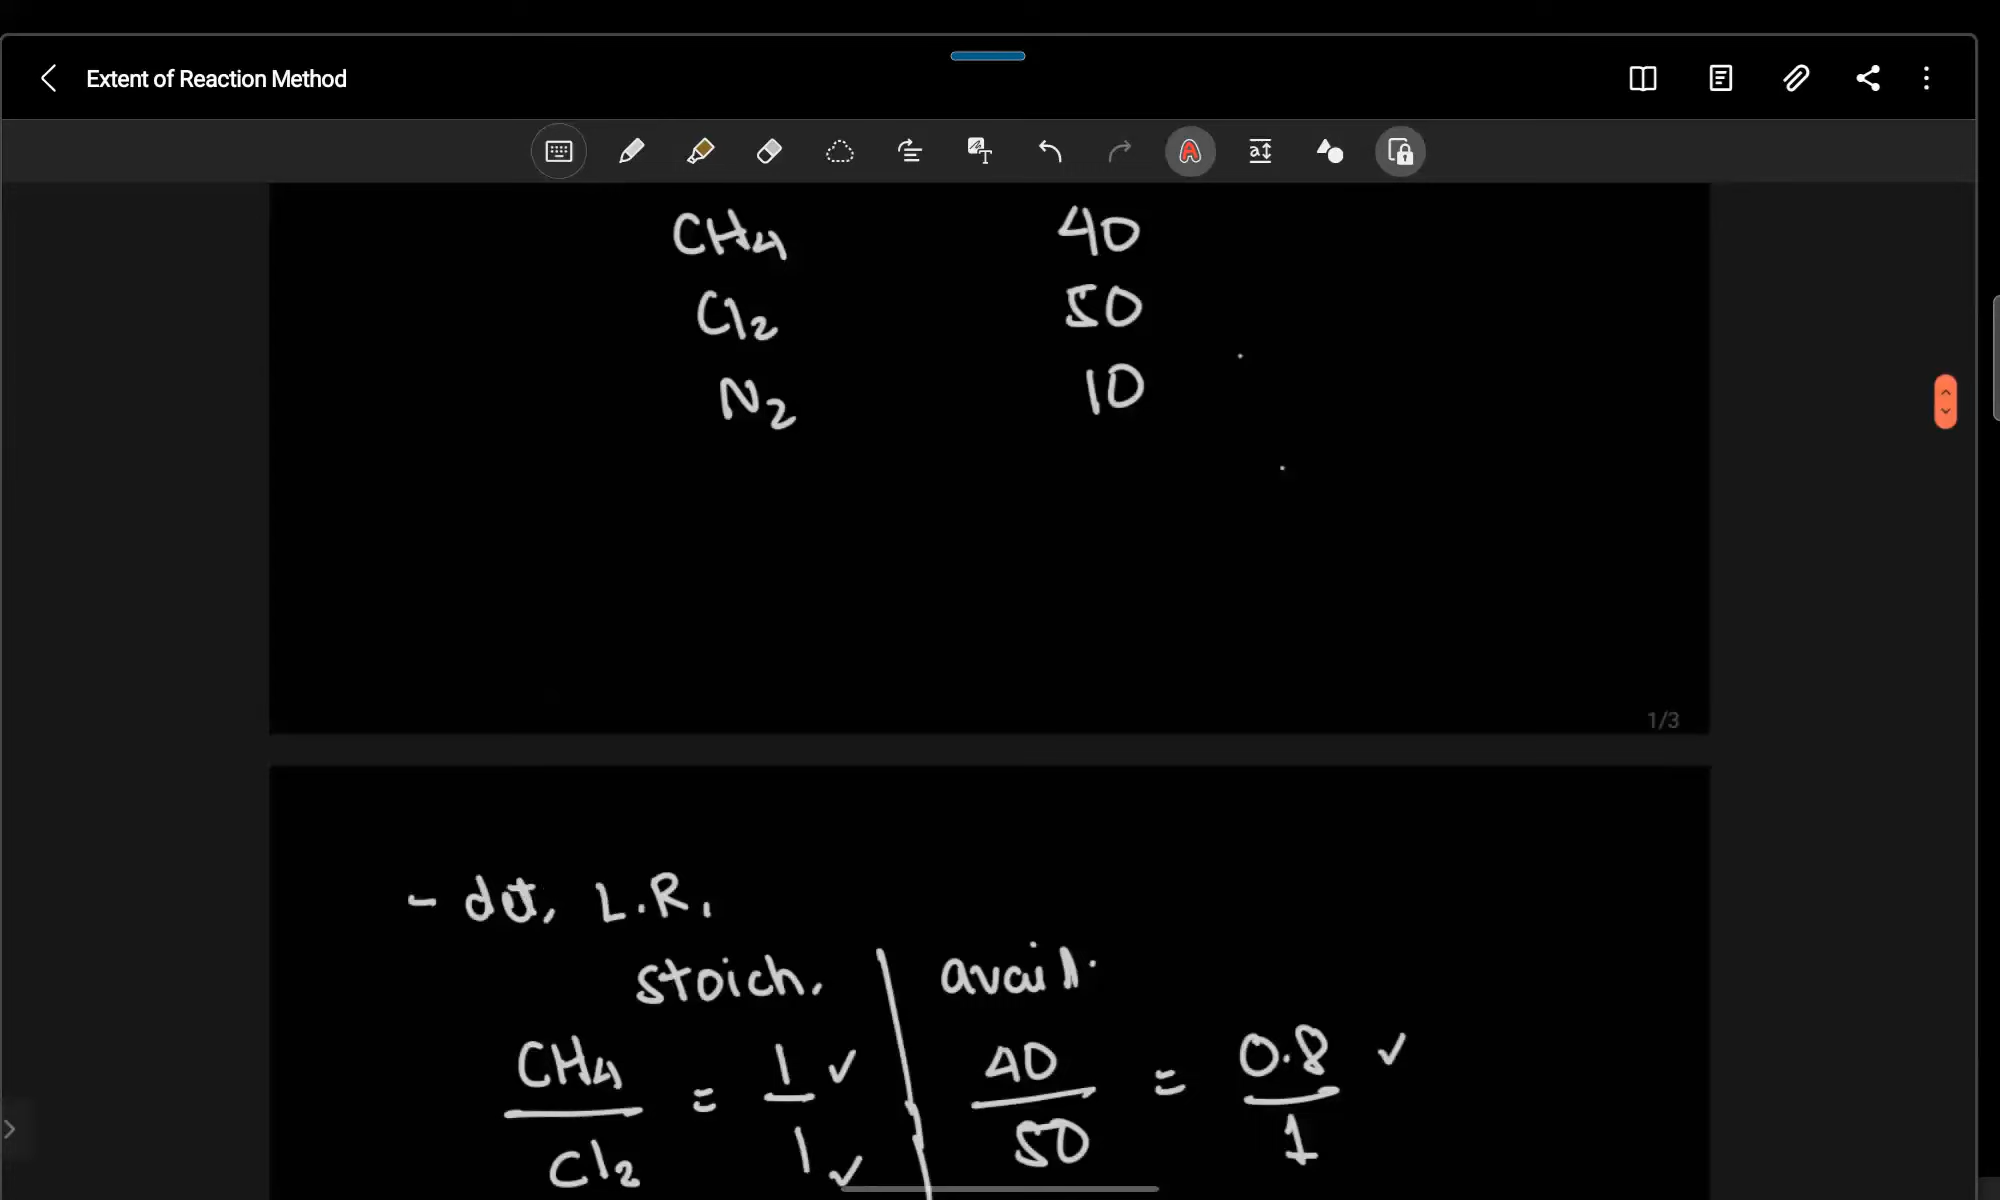 Extent of Reaction Method
CH4 40
Cl2 50
N2 10
1/3
- det. L.R.
stoich. | avail.
CH4/Cl2 = 1/1 ✓ ✓ | 40/50 = 0.8/1 ✓